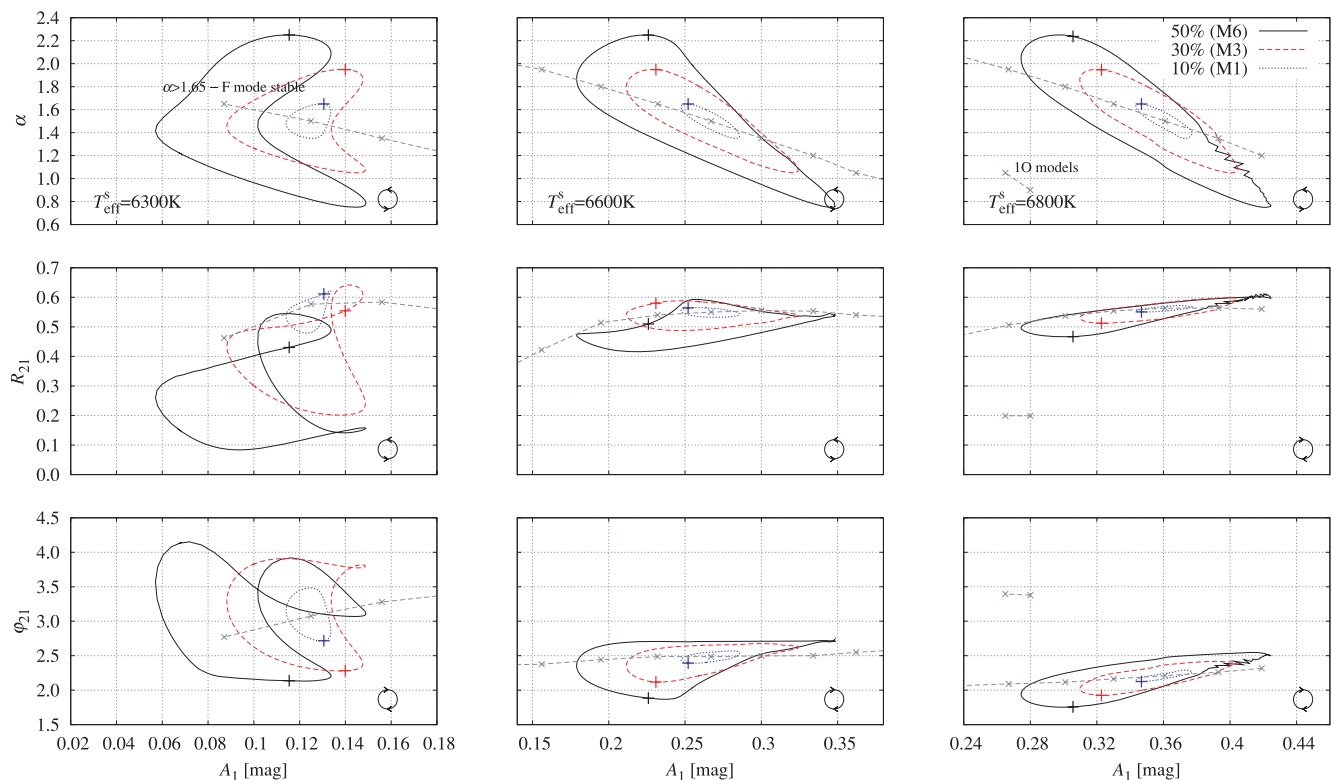 α
2.6
2.4
2.2
2.0
1.8
1.6
1.4
1.2
1.0
0.8
0.6
α>1.65 − F mode stable
T^s_eff=6300K
T^s_eff=6600K
50% (M6)
30% (M3)
10% (M1)
1O models
T^s_eff=6800K
R₂₁
0.7
0.6
0.5
0.4
0.3
0.2
0.1
0.0
φ₂₁
4.5
4.0
3.5
3.0
2.5
2.0
1.5
0.02 0.04 0.06 0.08 0.1 0.12 0.14 0.16 0.18
0.15 0.2 0.25 0.3 0.35
0.24 0.28 0.32 0.36 0.4 0.44
A₁ [mag]
A₁ [mag]
A₁ [mag]